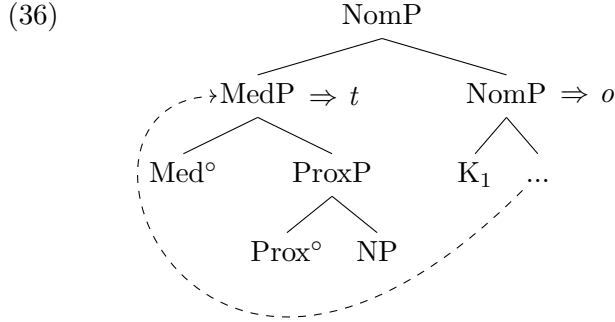 (36) NomP
MedP ⇒ t NomP ⇒ o
Med° ProxP K₁ ...
Prox° NP